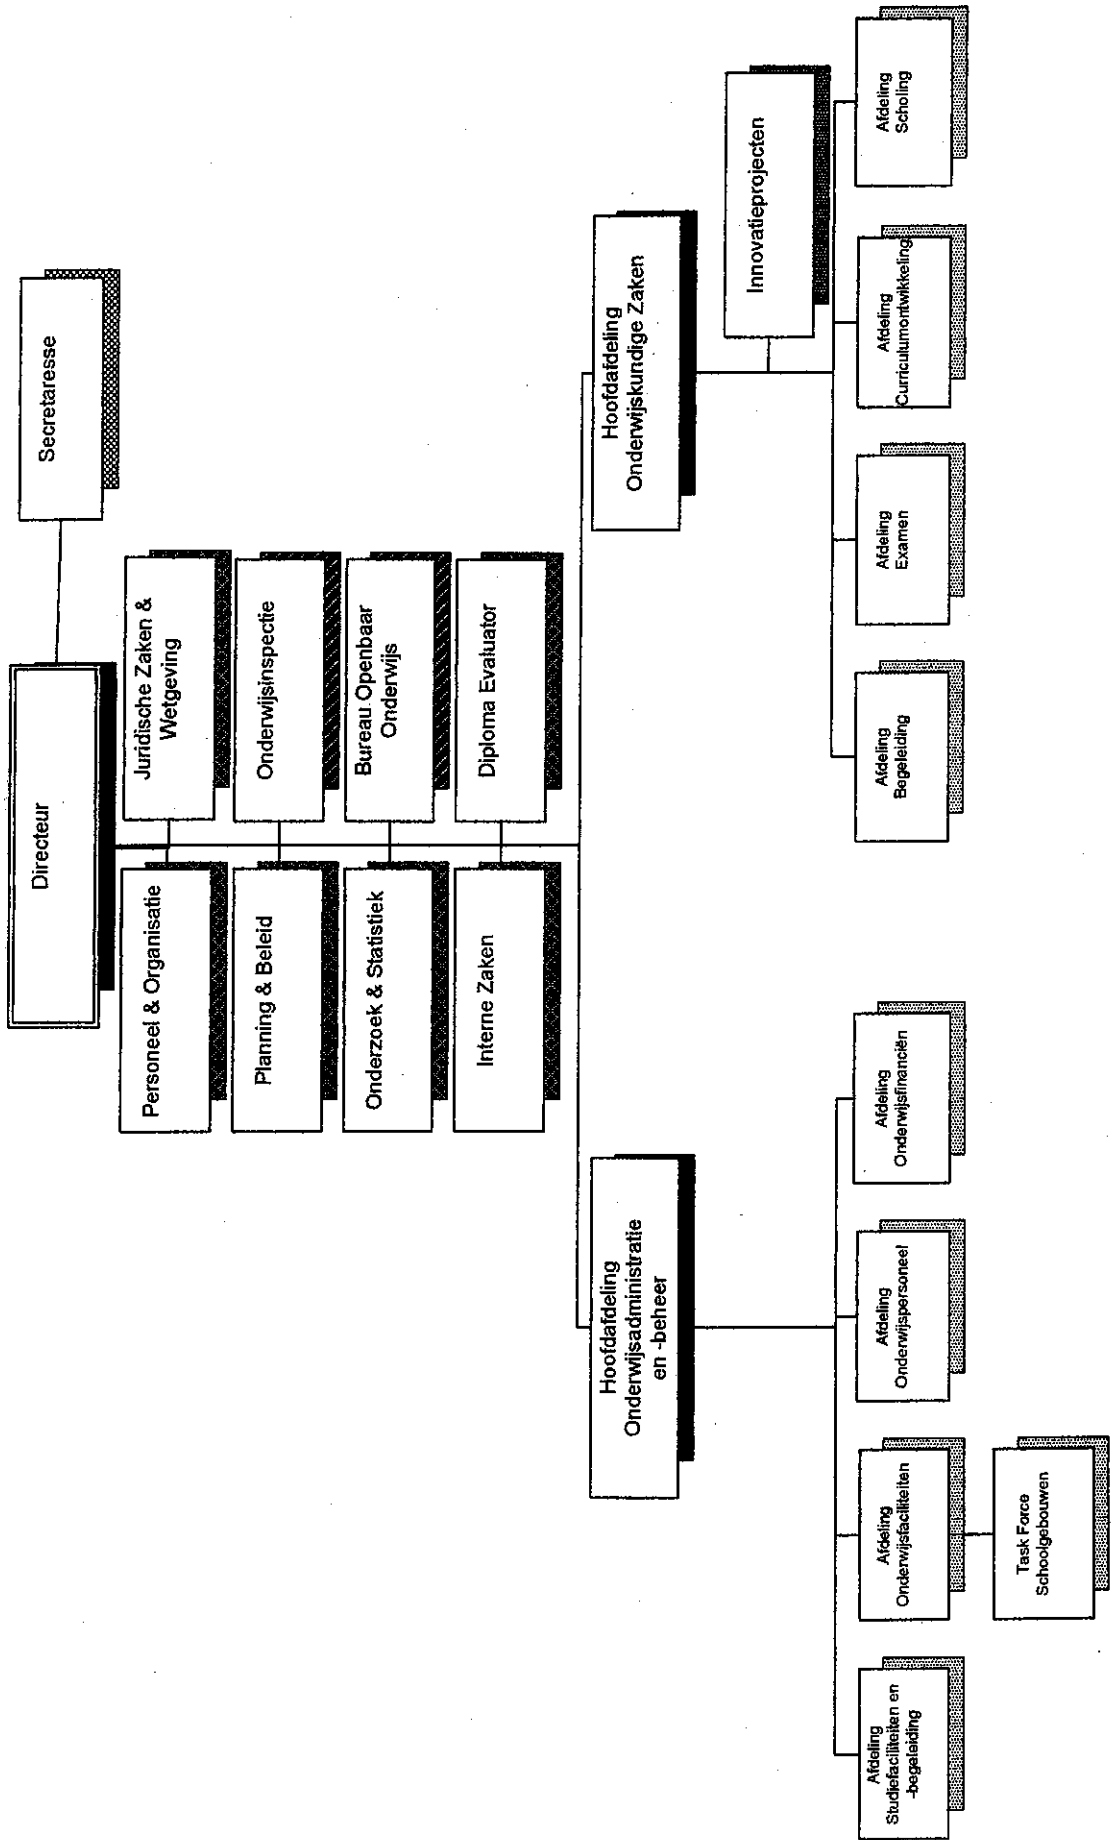 Directeur
Secretaresse
Personeel & Organisatie
Juridische Zaken &
Wetgeving
Planning & Beleid
Onderwijsinspectie
Onderzoek & Statistiek
Bureau Openbaar
Onderwijs
Interne Zaken
Diploma Evaluator
Hoofdafdeling
Onderwijsadministratie
en -beheer
Hoofdafdeling
Onderwijskundige Zaken
Innovatieprojecten
Afdeling
Studiefaciliteiten en
-begeleiding
Afdeling
Onderwijsfaciliteiten
Afdeling
Onderwijspersoneel
Afdeling
Onderwijsfinanciën
Afdeling
Begeleiding
Afdeling
Examen
Afdeling
Curriculumontwikkeling
Afdeling
Scholing
Task Force
Schoolgebouwen